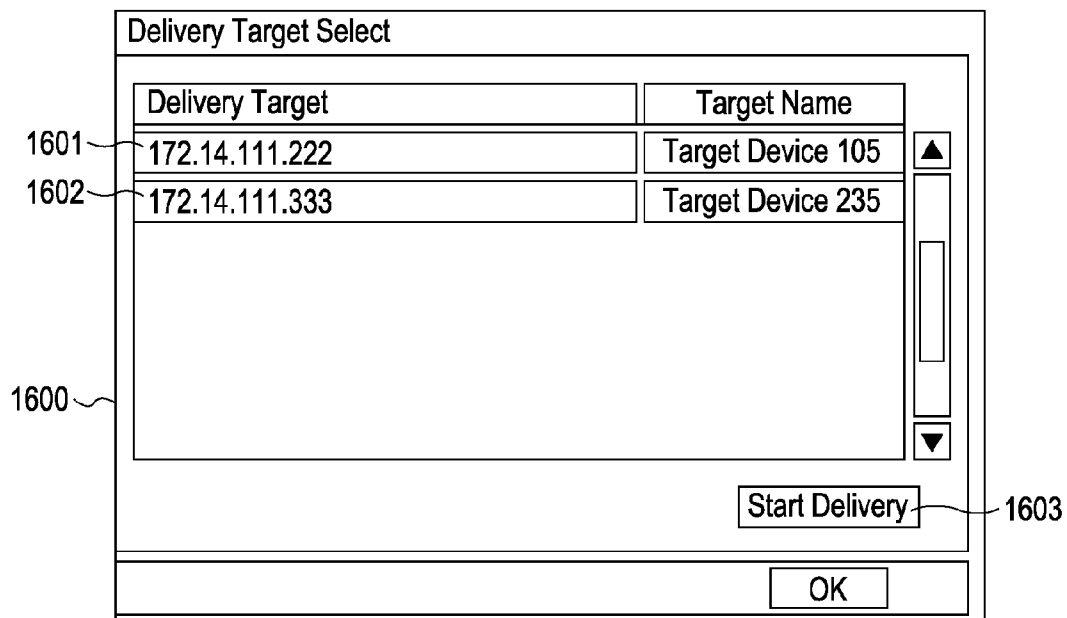 Delivery Target Select
Delivery Target Target Name
1601 172.14.111.222 Target Device 105
1602 172.14.111.333 Target Device 235
1600
Start Delivery 1603
OK